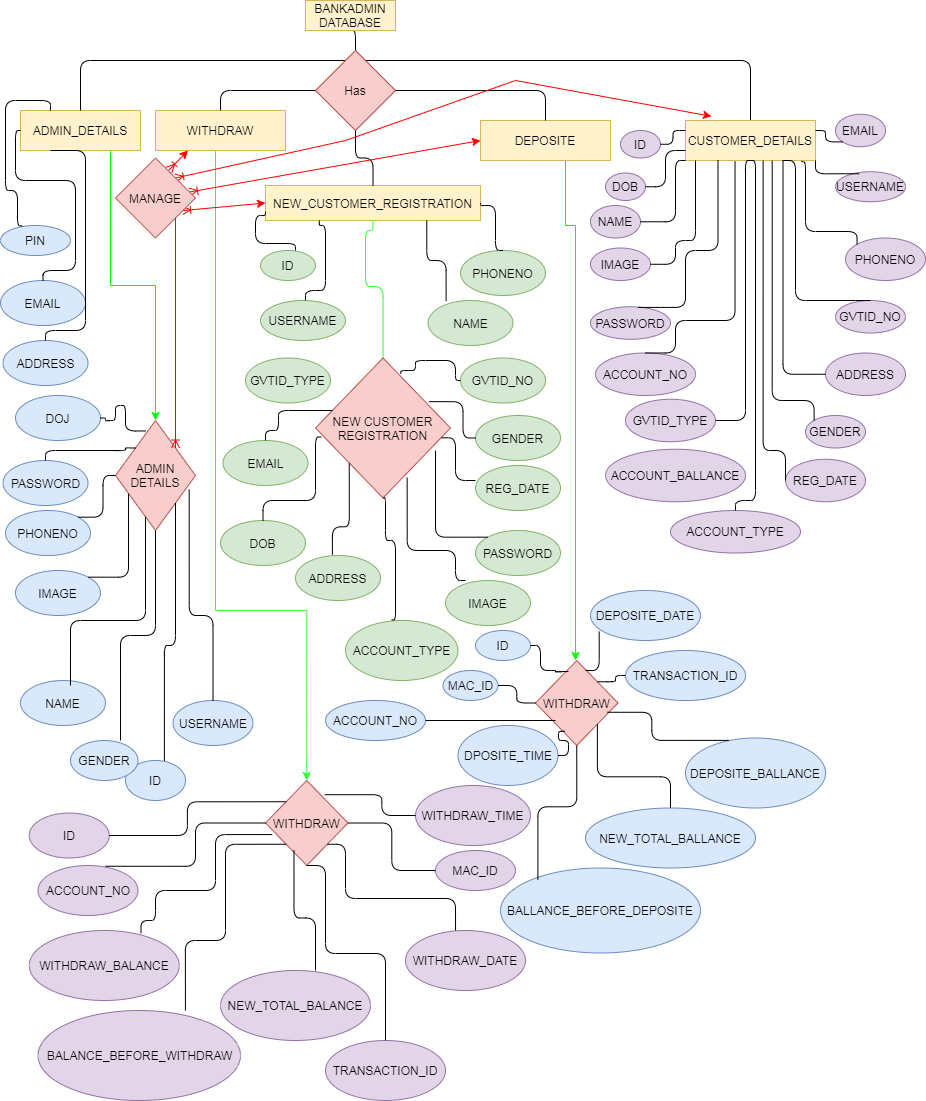 BANKADMIN
DATABASE
Has
ADMIN_DETAILS
WITHDRAW
DEPOSITE
CUSTOMER_DETAILS
EMAIL
ID
DOB
USERNAME
MANAGE
NEW_CUSTOMER_REGISTRATION
NAME
PIN
ID
PHONENO
IMAGE
PHONENO
EMAIL
USERNAME
NAME
PASSWORD
GVTID_NO
ADDRESS
GVTID_TYPE
GVTID_NO
ACCOUNT_NO
ADDRESS
DOJ
NEW CUSTOMER
REGISTRATION
GENDER
GVTID_TYPE
GENDER
ADMIN
DETAILS
EMAIL
PASSWORD
REG_DATE
ACCOUNT_BALLANCE
REG_DATE
PHONENO
DOB
PASSWORD
ACCOUNT_TYPE
IMAGE
ADDRESS
IMAGE
DEPOSITE_DATE
ACCOUNT_TYPE
ID
TRANSACTION_ID
MAC_ID
NAME
USERNAME
ACCOUNT_NO
WITHDRAW
GENDER
ID
DPOSITE_TIME
DEPOSITE_BALLANCE
WITHDRAW_TIME
ID
WITHDRAW
NEW_TOTAL_BALLANCE
MAC_ID
ACCOUNT_NO
BALLANCE_BEFORE_DEPOSITE
WITHDRAW_BALANCE
WITHDRAW_DATE
NEW_TOTAL_BALANCE
BALANCE_BEFORE_WITHDRAW
TRANSACTION_ID